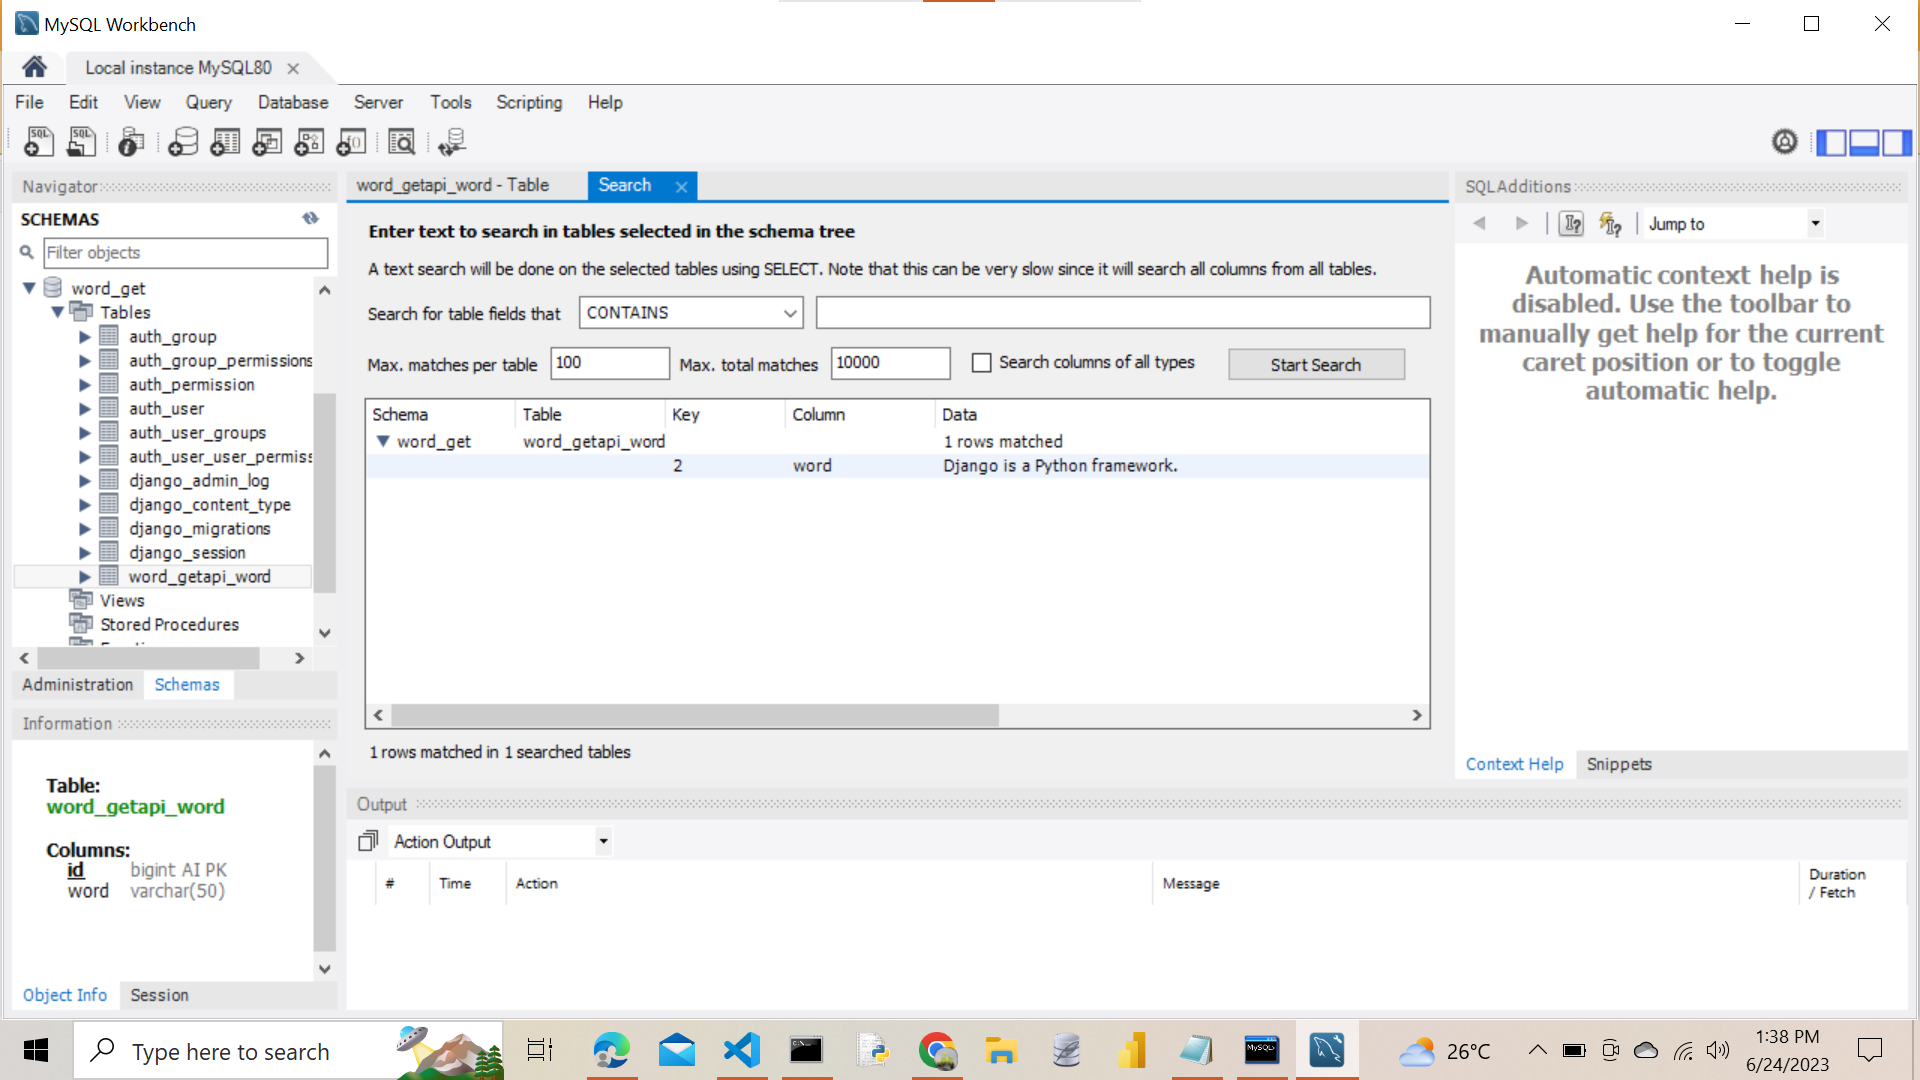 MySQL Workbench
Local instance MySQL80
File Edit View Query Database Server Tools Scripting Help
Navigator
SCHEMAS
Filter objects
word_get
Tables
auth_group
auth_group_permissions
auth_permission
auth_user
auth_user_groups
auth_user_user_permiss
django_admin_log
django_content_type
django_migrations
django_session
word_getapi_word
Views
Stored Procedures
Administration Schemas
Information
Table:
word_getapi_word
Columns:
id bigint AI PK
word varchar(50)
Object Info Session
word_getapi_word - Table Search
Enter text to search in tables selected in the schema tree
A text search will be done on the selected tables using SELECT. Note that this can be very slow since it will search all columns from all tables.
Search for table fields that CONTAINS
Max. matches per table 100 Max. total matches 10000 Search columns of all types Start Search
Schema Table Key Column Data
word_get word_getapi_word 1 rows matched
2 word Django is a Python framework.
1 rows matched in 1 searched tables
Output
Action Output
# Time Action Message Duration / Fetch
SQLAdditions
Jump to
Automatic context help is
disabled. Use the toolbar to
manually get help for the current
caret position or to toggle
automatic help.
Context Help Snippets
Type here to search
MySQL
26°C
1:38 PM
6/24/2023